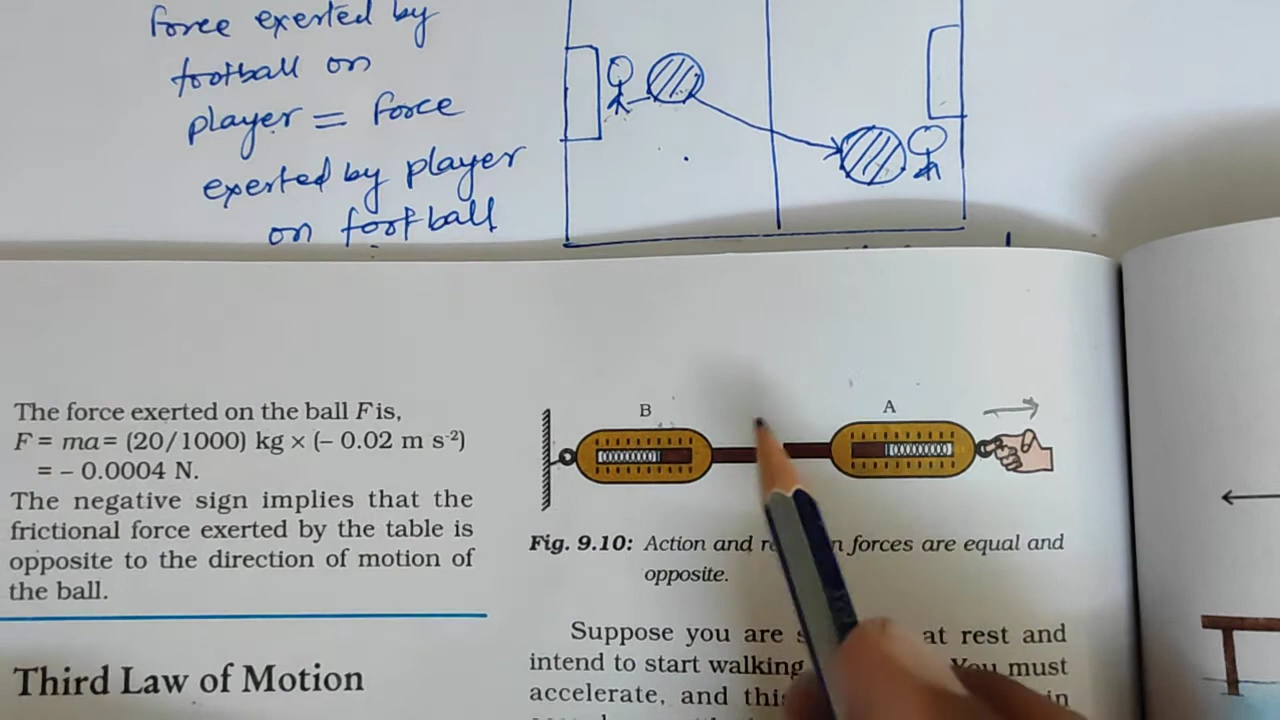 force exerted by
football on
player = force
exerted by player
on football
The force exerted on the ball F is,
F = ma = (20/1000) kg × (– 0.02 m s⁻²)
= – 0.0004 N.
The negative sign implies that the
frictional force exerted by the table is
opposite to the direction of motion of
the ball.
Third Law of Motion
B
A
Fig. 9.10: Action and forces are equal and
opposite.
Suppose you are at rest and
intend to start walking You must
accelerate, and in